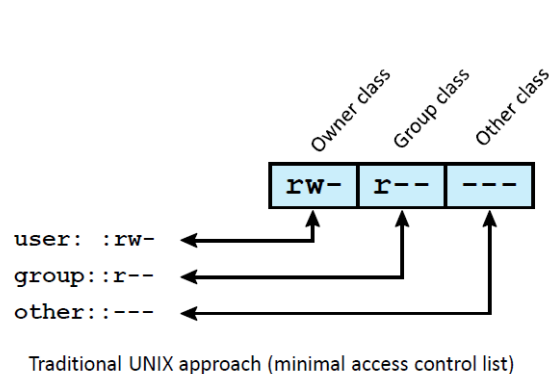 Owner class
Group class
Other class
rw- r-- ---
user: :rw-
group::r--
other::---
Traditional UNIX approach (minimal access control list)